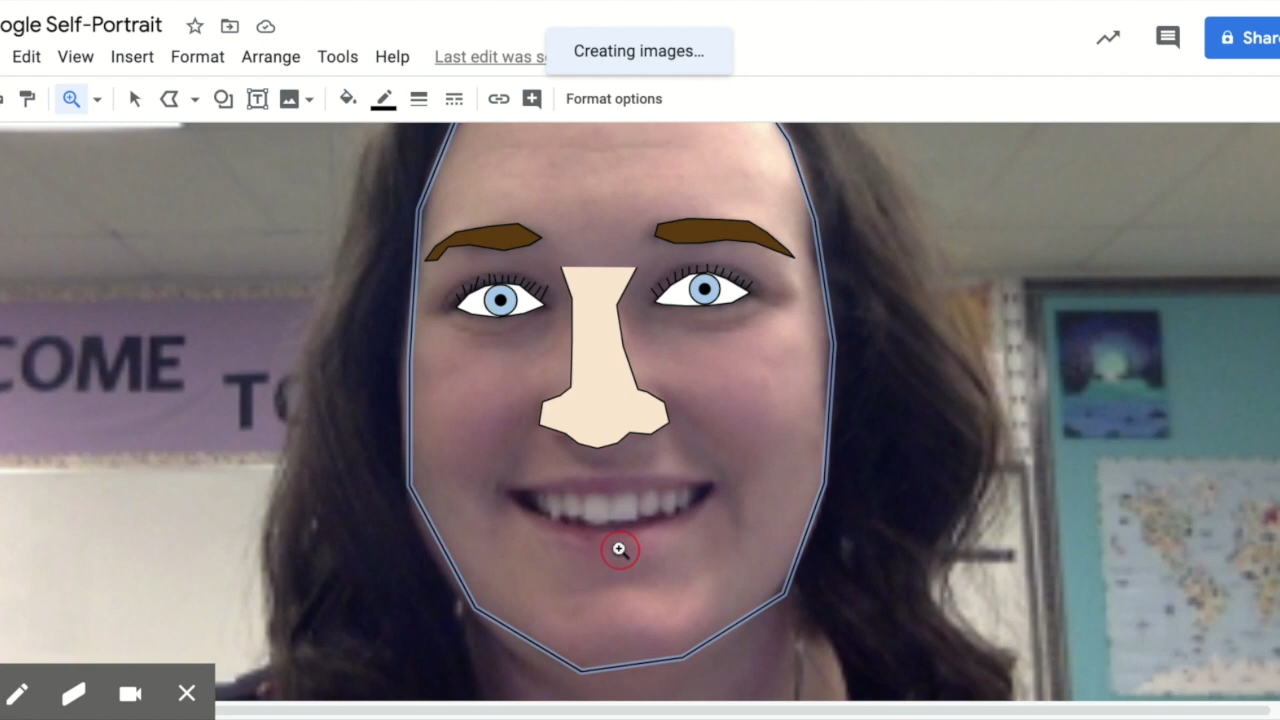 ogle Self-Portrait
Creating images...
Shar
Edit View Insert Format Arrange Tools Help Last edit was s
Format options
COME
TO